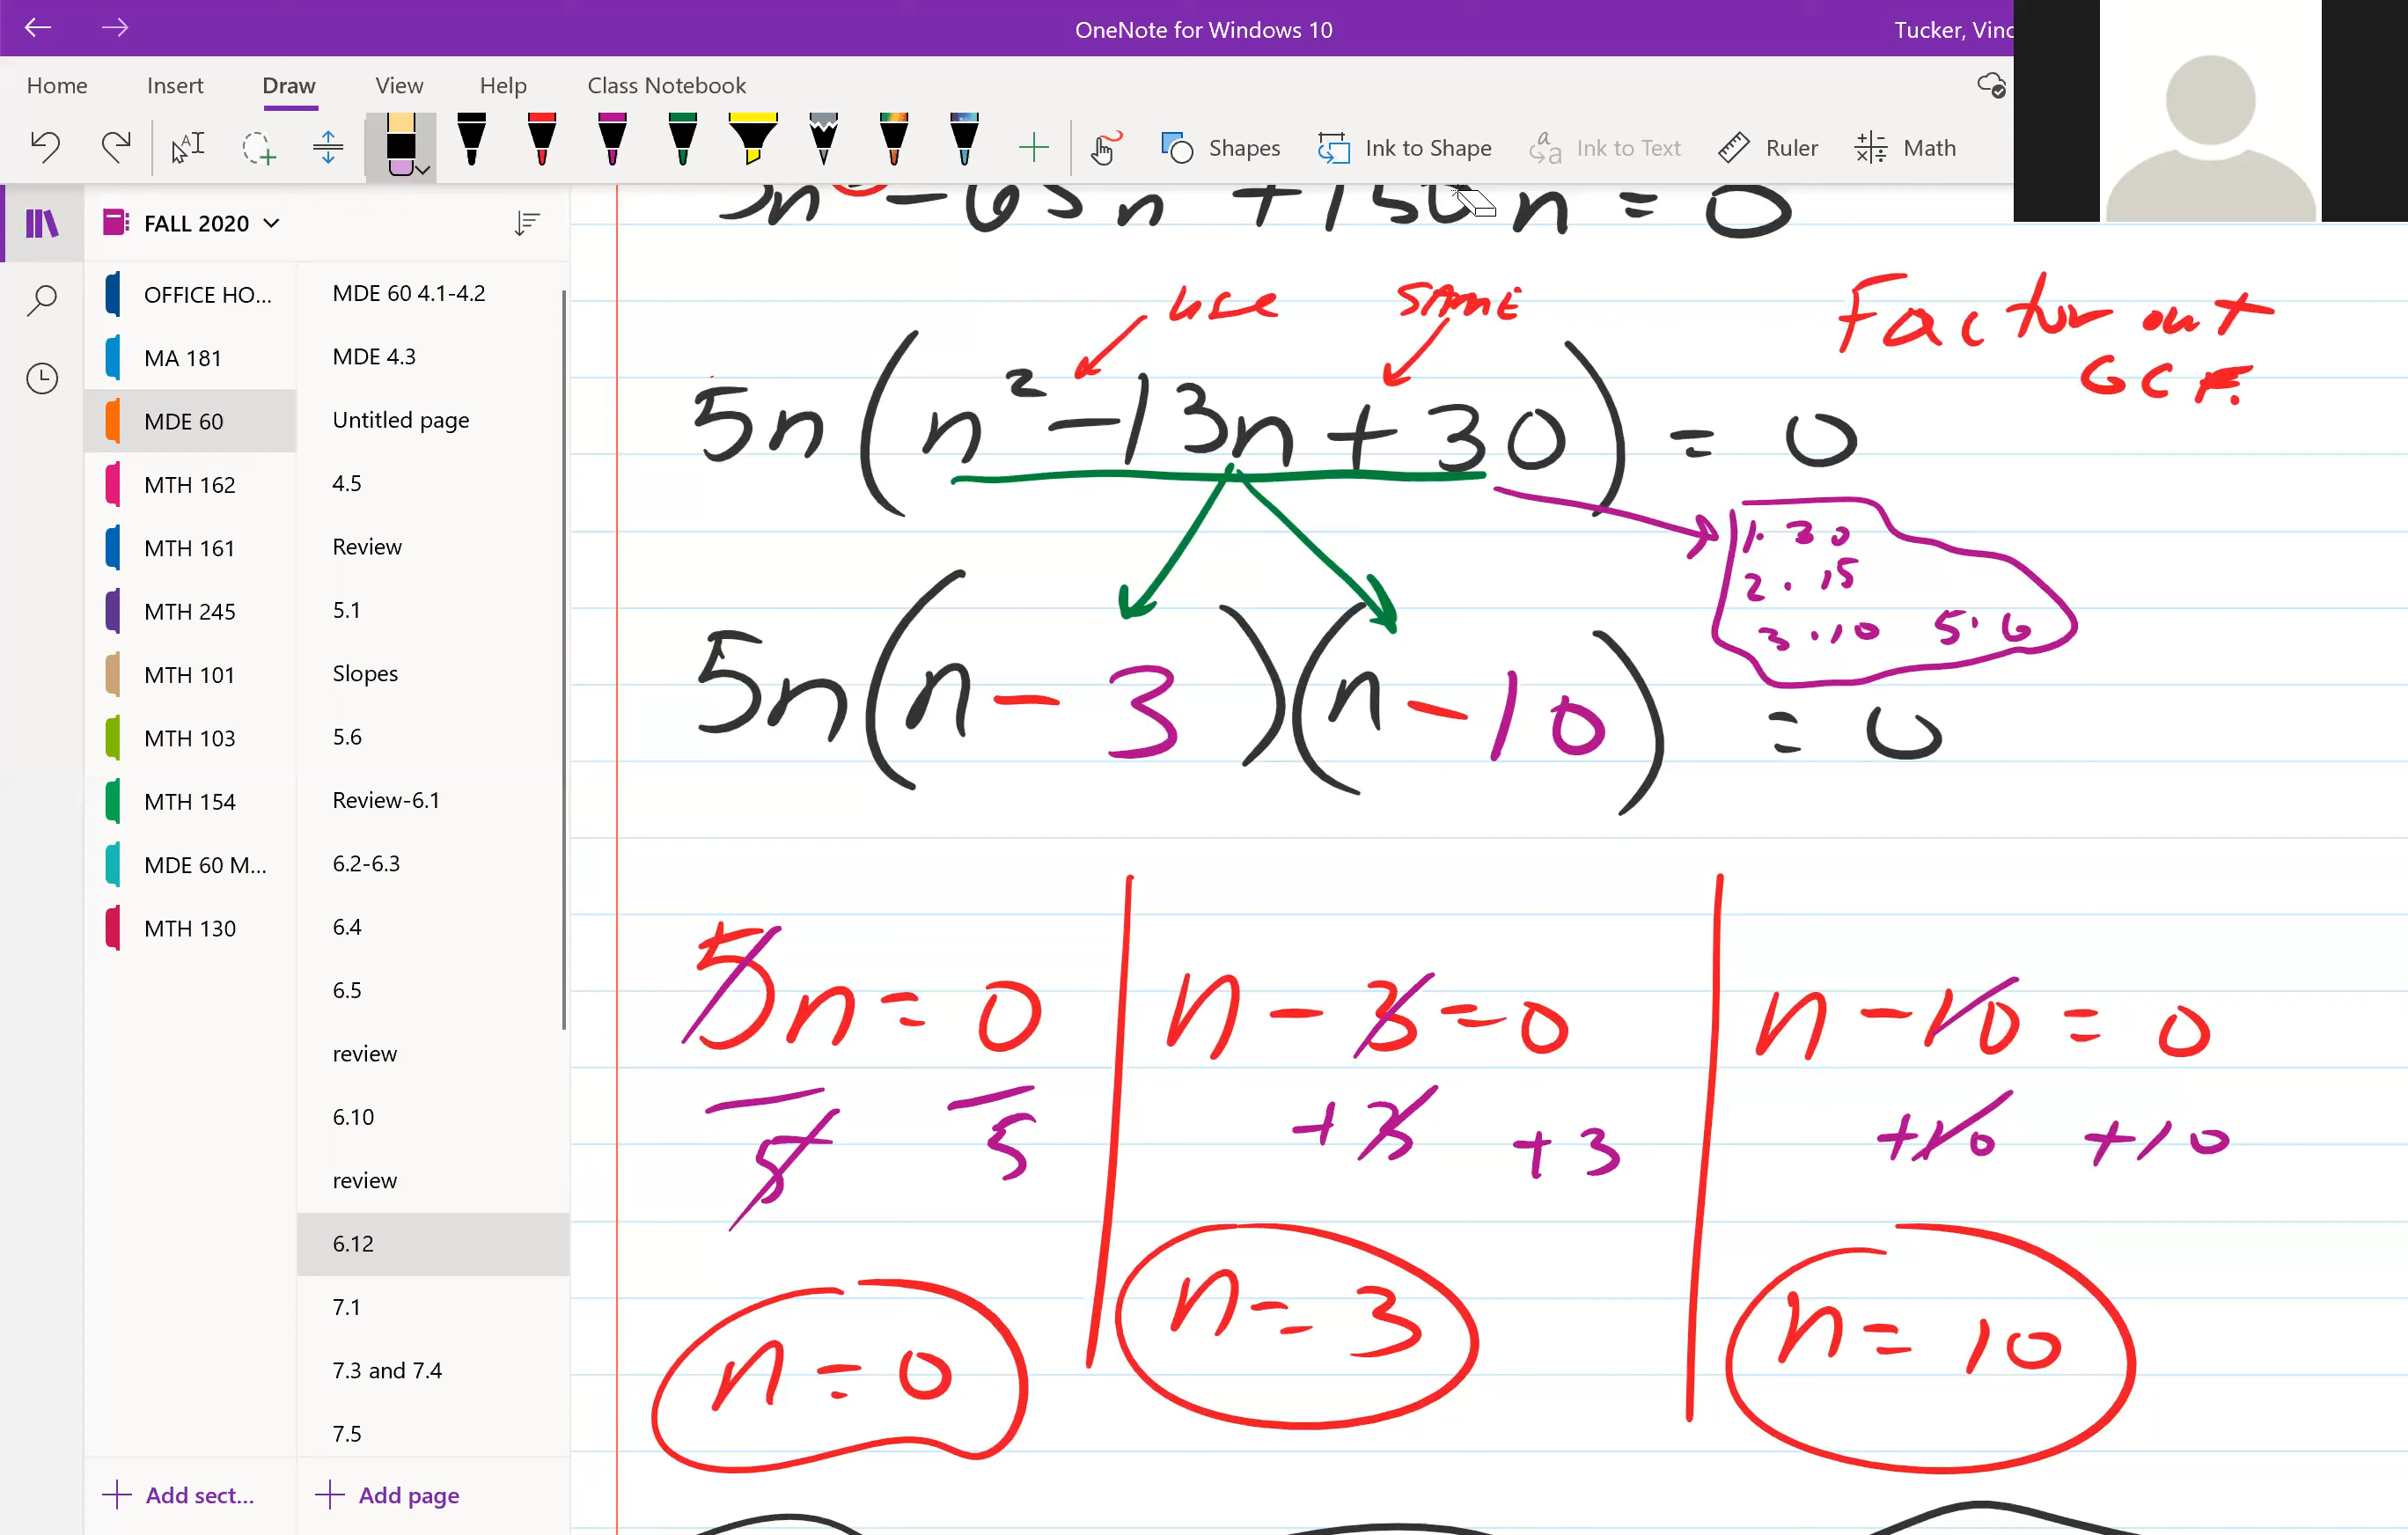 OneNote for Windows 10
Tucker, Vinc
Home Insert Draw View Help Class Notebook
Shapes Ink to Shape Ink to Text Ruler Math
FALL 2020
OFFICE HO...
MA 181
MDE 60
MTH 162
MTH 161
MTH 245
MTH 101
MTH 103
MTH 154
MDE 60 M...
MTH 130
Add sect...
MDE 60 4.1-4.2
MDE 4.3
Untitled page
4.5
Review
5.1
Slopes
5.6
Review-6.1
6.2-6.3
6.4
6.5
review
6.10
review
6.12
7.1
7.3 and 7.4
7.5
Add page
- 65n + 150n = 0
use same
Factor out
GCF.
5n(n² - 13n + 30) = 0
1 · 30
2 · 15
3 · 10 5 · 6
5n(n - 3)(n - 10) = 0
5n = 0 n - 3 = 0 n - 10 = 0
5 5 +3 +3 +10 +10
n = 0 n = 3 n = 10